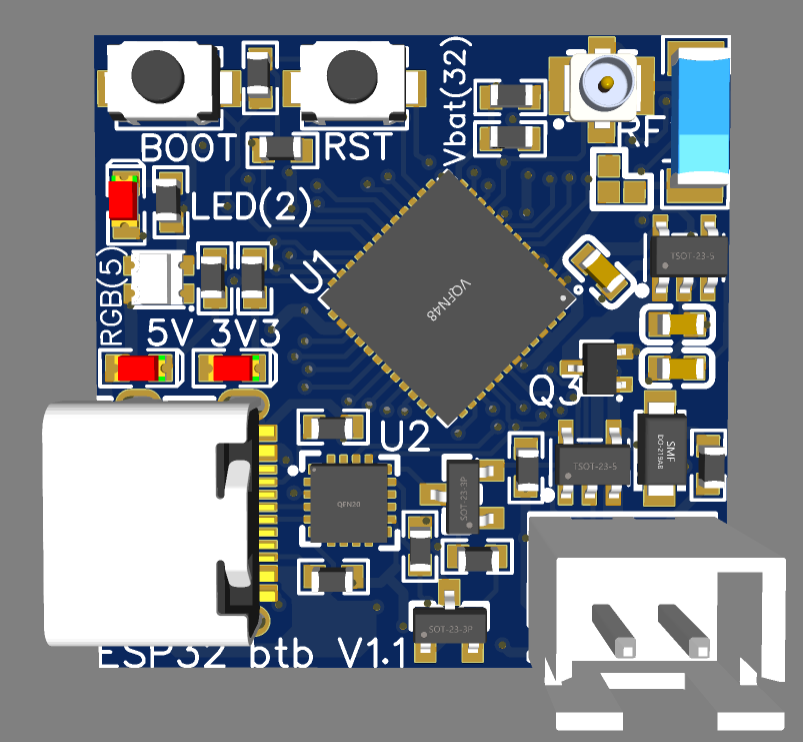 Vbat(32)
BOOT
RST
RF
LED(2)
U1
RGB(5)
TSOT-23-5
VQFN48
5V
3V3
Q3
U2
SMF
DO-219AB
TSOT-23-5
QFN20
SOT-23-3P
SOT-23-3P
ESP32 btb V1.1